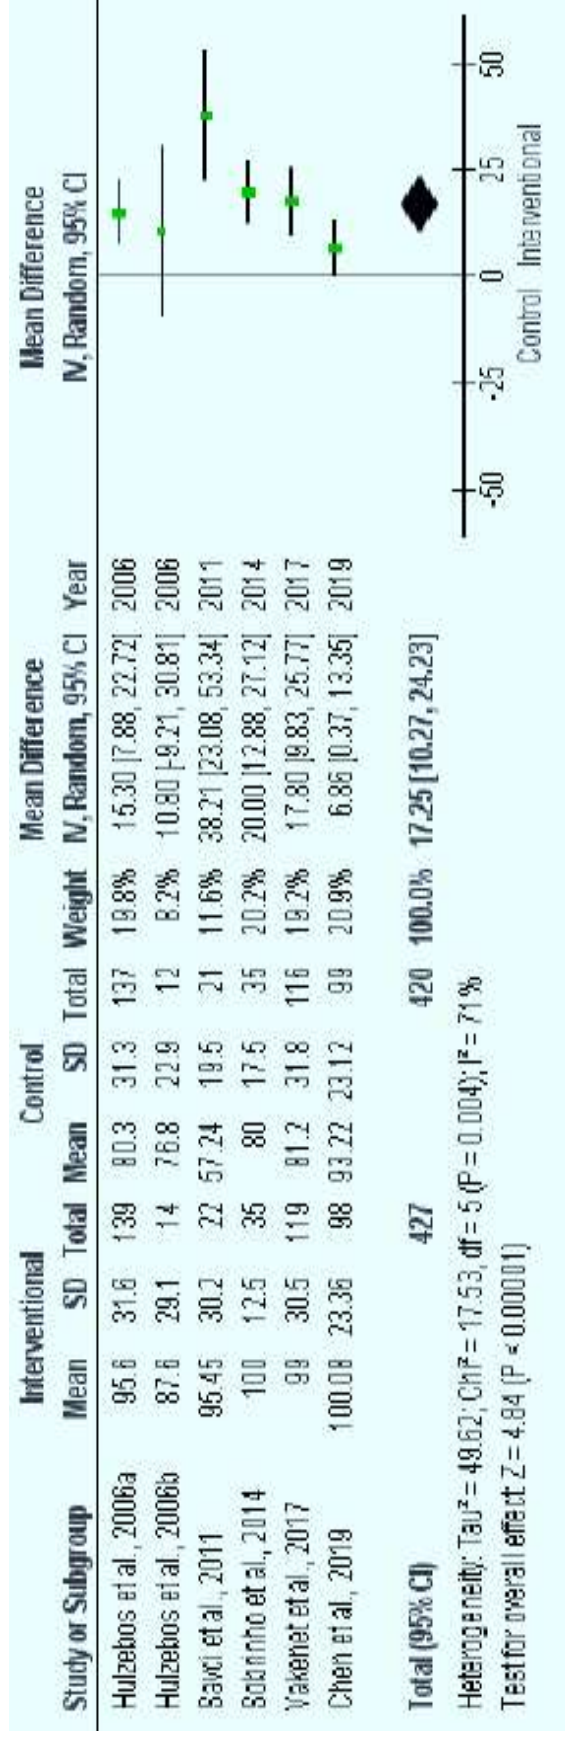 Interventional Control Mean Difference Mean Difference
Study or Subgroup Mean SD Total Mean SD Total Weight IV, Random, 95% CI Year IV, Random, 95% CI
Hulzebos et al., 2006a 95.6 31.6 139 80.3 31.3 137 19.8% 15.30 [7.88, 22.72] 2006
Hulzebos et al., 2006b 87.6 29.1 14 76.8 22.9 12 8.2% 10.80 [-9.21, 30.81] 2006
Savci et al., 2011 95.45 30.2 22 57.24 19.5 21 11.6% 38.21 [23.08, 53.34] 2011
Sobrinho et al., 2014 100 12.5 35 80 17.5 35 20.2% 20.00 [12.88, 27.12] 2014
Valkenet et al., 2017 99 30.5 119 81.2 31.8 116 19.2% 17.80 [9.83, 25.77] 2017
Chen et al., 2019 100.08 23.36 98 93.22 23.12 99 20.9% 6.86 [0.37, 13.35] 2019
Total (95% CI) 427 420 100.0% 17.25 [10.27, 24.23]
Heterogeneity: Tau² = 49.62; Chi² = 17.53, df = 5 (P = 0.004); I² = 71%
Test for overall effect: Z = 4.84 (P < 0.00001)
-50 -25 0 25 50
Control Interventional